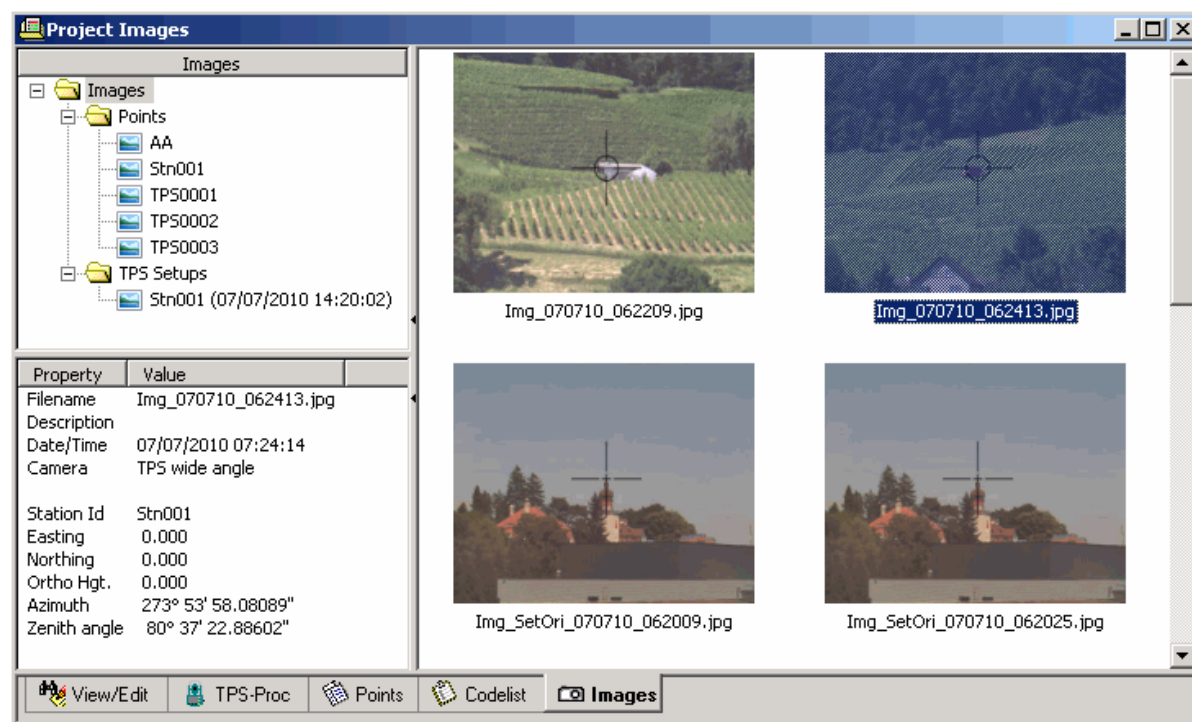 Project Images
Images
Images
Points
AA
Stn001
TPS0001
TPS0002
TPS0003
TPS Setups
Stn001 (07/07/2010 14:20:02)
Property Value
Filename Img_070710_062413.jpg
Description
Date/Time 07/07/2010 07:24:14
Camera TPS wide angle
Station Id Stn001
Easting 0.000
Northing 0.000
Ortho Hgt. 0.000
Azimuth 273° 53' 58.08089"
Zenith angle 80° 37' 22.88602"
Img_070710_062209.jpg
Img_070710_062413.jpg
Img_SetOri_070710_062009.jpg
Img_SetOri_070710_062025.jpg
View/Edit TPS-Proc Points Codelist Images